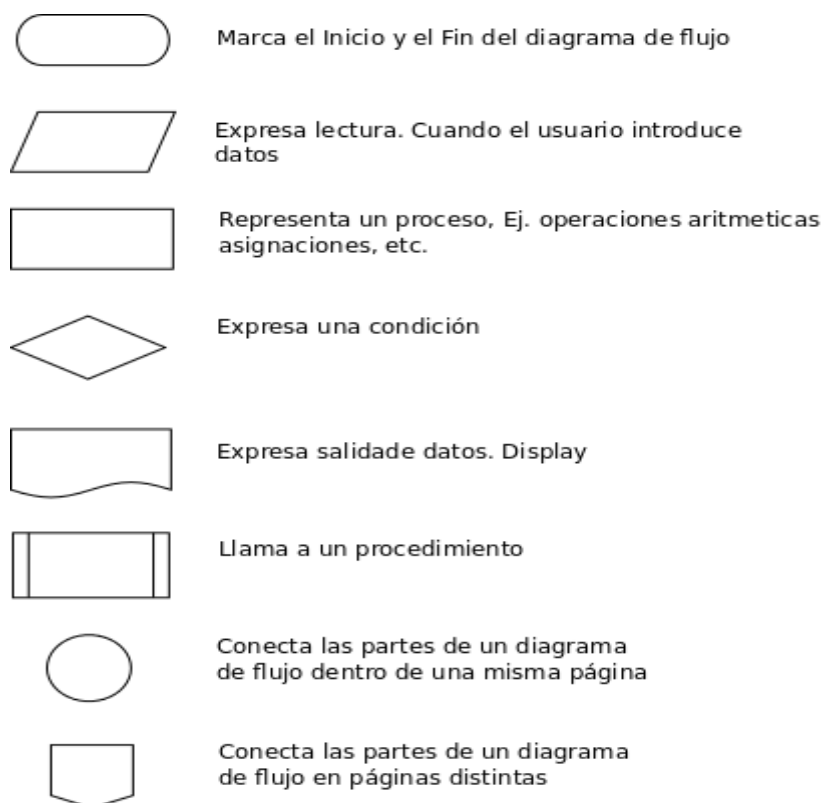 Marca el Inicio y el Fin del diagrama de flujo
Expresa lectura. Cuando el usuario introduce
datos
Representa un proceso, Ej. operaciones aritmeticas
asignaciones, etc.
Expresa una condición
Expresa salidade datos. Display
Llama a un procedimiento
Conecta las partes de un diagrama
de flujo dentro de una misma página
Conecta las partes de un diagrama
de flujo en páginas distintas